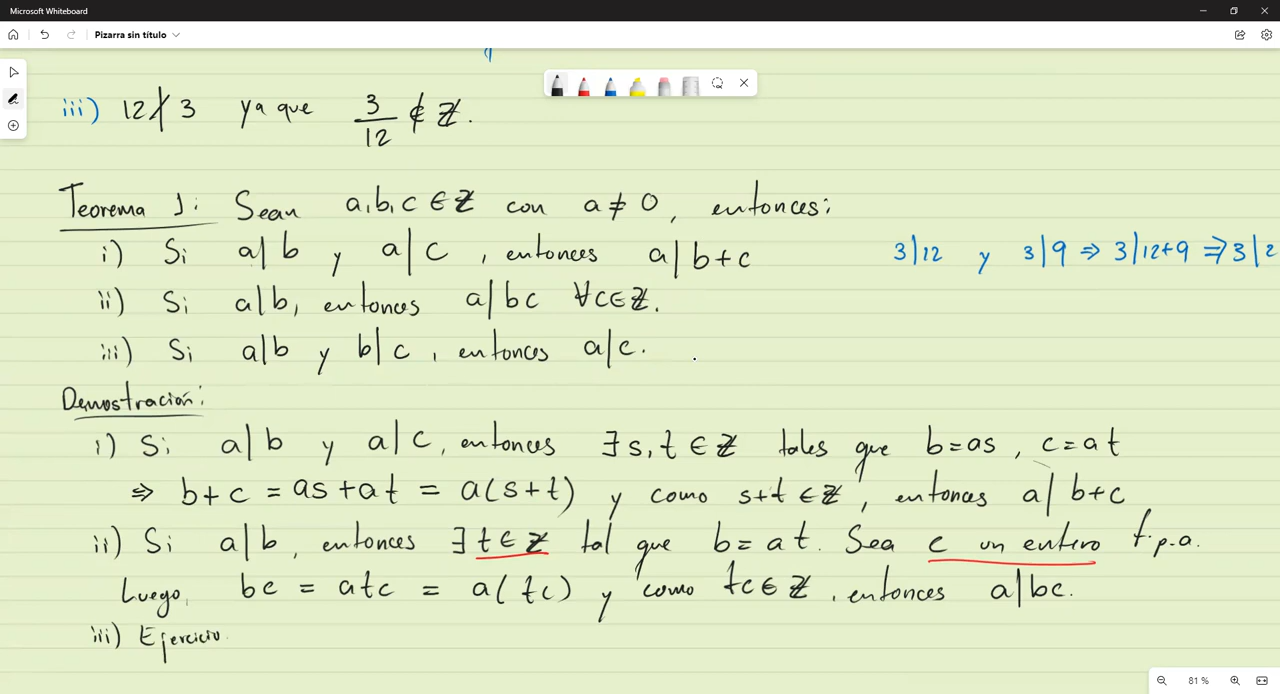 Microsoft Whiteboard
Pizarra sin título
iii) 12∤3 ya que 3/12 ∉ ℤ.
Teorema 1: Sean a,b,c ∈ ℤ con a ≠ 0, entonces:
i) Si a|b y a|c, entonces a|b+c
3|12 y 3|9 ⇒ 3|12+9 ⇒ 3|2
ii) Si a|b, entonces a|bc ∀c∈ℤ.
iii) Si a|b y b|c, entonces a|c.
Demostración:
i) Si a|b y a|c, entonces ∃ s,t ∈ ℤ tales que b=as, c=at
⇒ b+c = as+at = a(s+t) y como s+t ∈ ℤ, entonces a|b+c
ii) Si a|b, entonces ∃ t∈ℤ tal que b=at. Sea c un entero f.p.a.
Luego, bc = atc = a(tc) y como tc∈ℤ, entonces a|bc.
iii) Ejercicio.
81 %